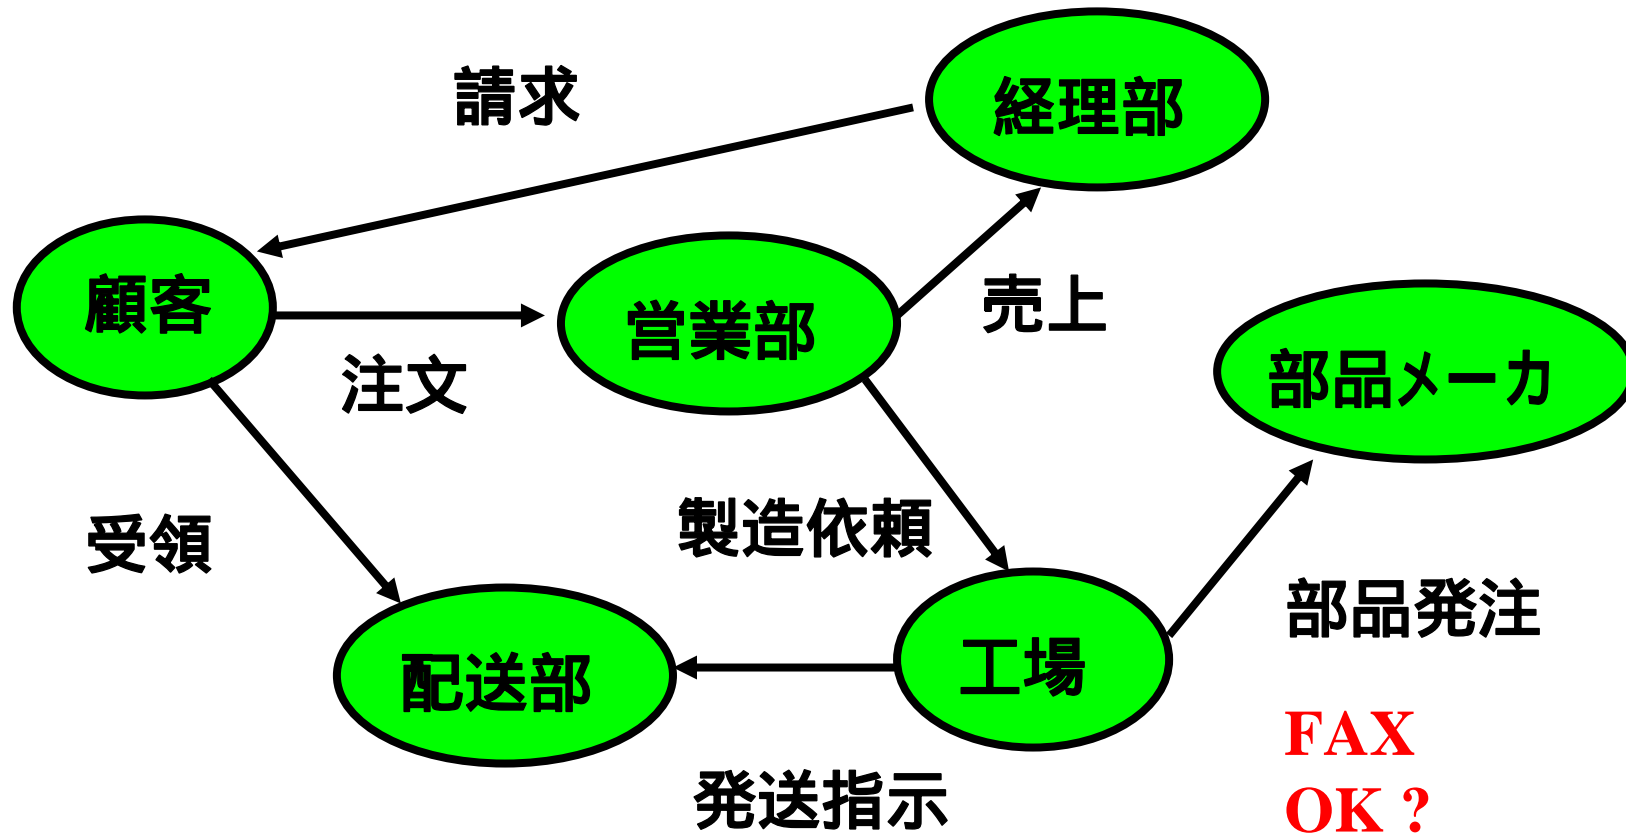 請求
経理部
顧客
営業部
売上
注文
部品メーカ
受領
製造依頼
部品発注
配送部
工場
発送指示
FAX
OK ?